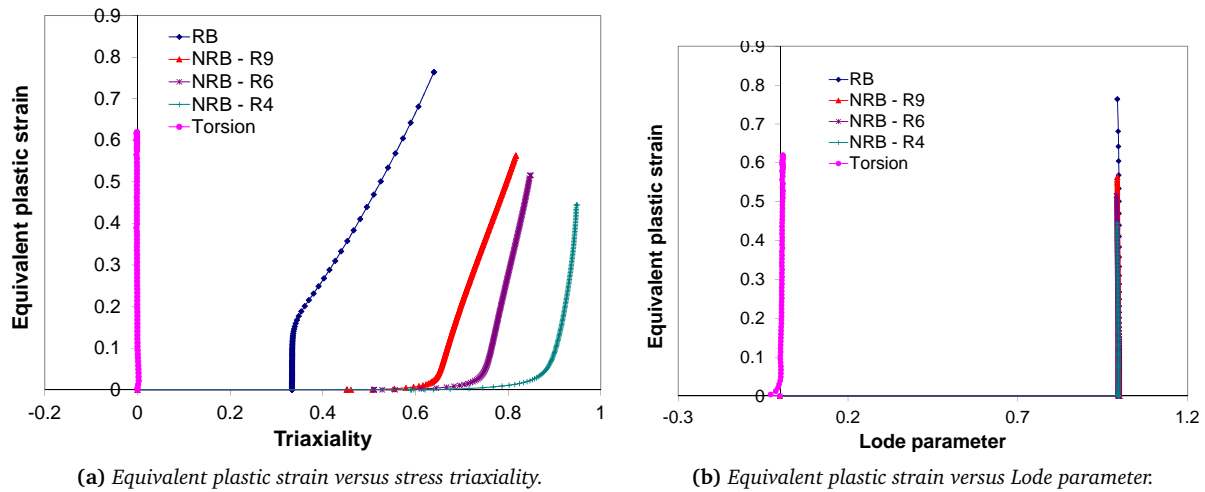 0.9
0.8
0.7
0.6
0.5
0.4
0.3
0.2
0.1
0
-0.2
0
0.2
0.4
0.6
0.8
1
Equivalent plastic strain
Triaxiality
RB
NRB - R9
NRB - R6
NRB - R4
Torsion
(a) Equivalent plastic strain versus stress triaxiality.
0.9
0.8
0.7
0.6
0.5
0.4
0.3
0.2
0.1
0
-0.3
0.2
0.7
1.2
Equivalent plastic strain
Lode parameter
RB
NRB - R9
NRB - R6
NRB - R4
Torsion
(b) Equivalent plastic strain versus Lode parameter.